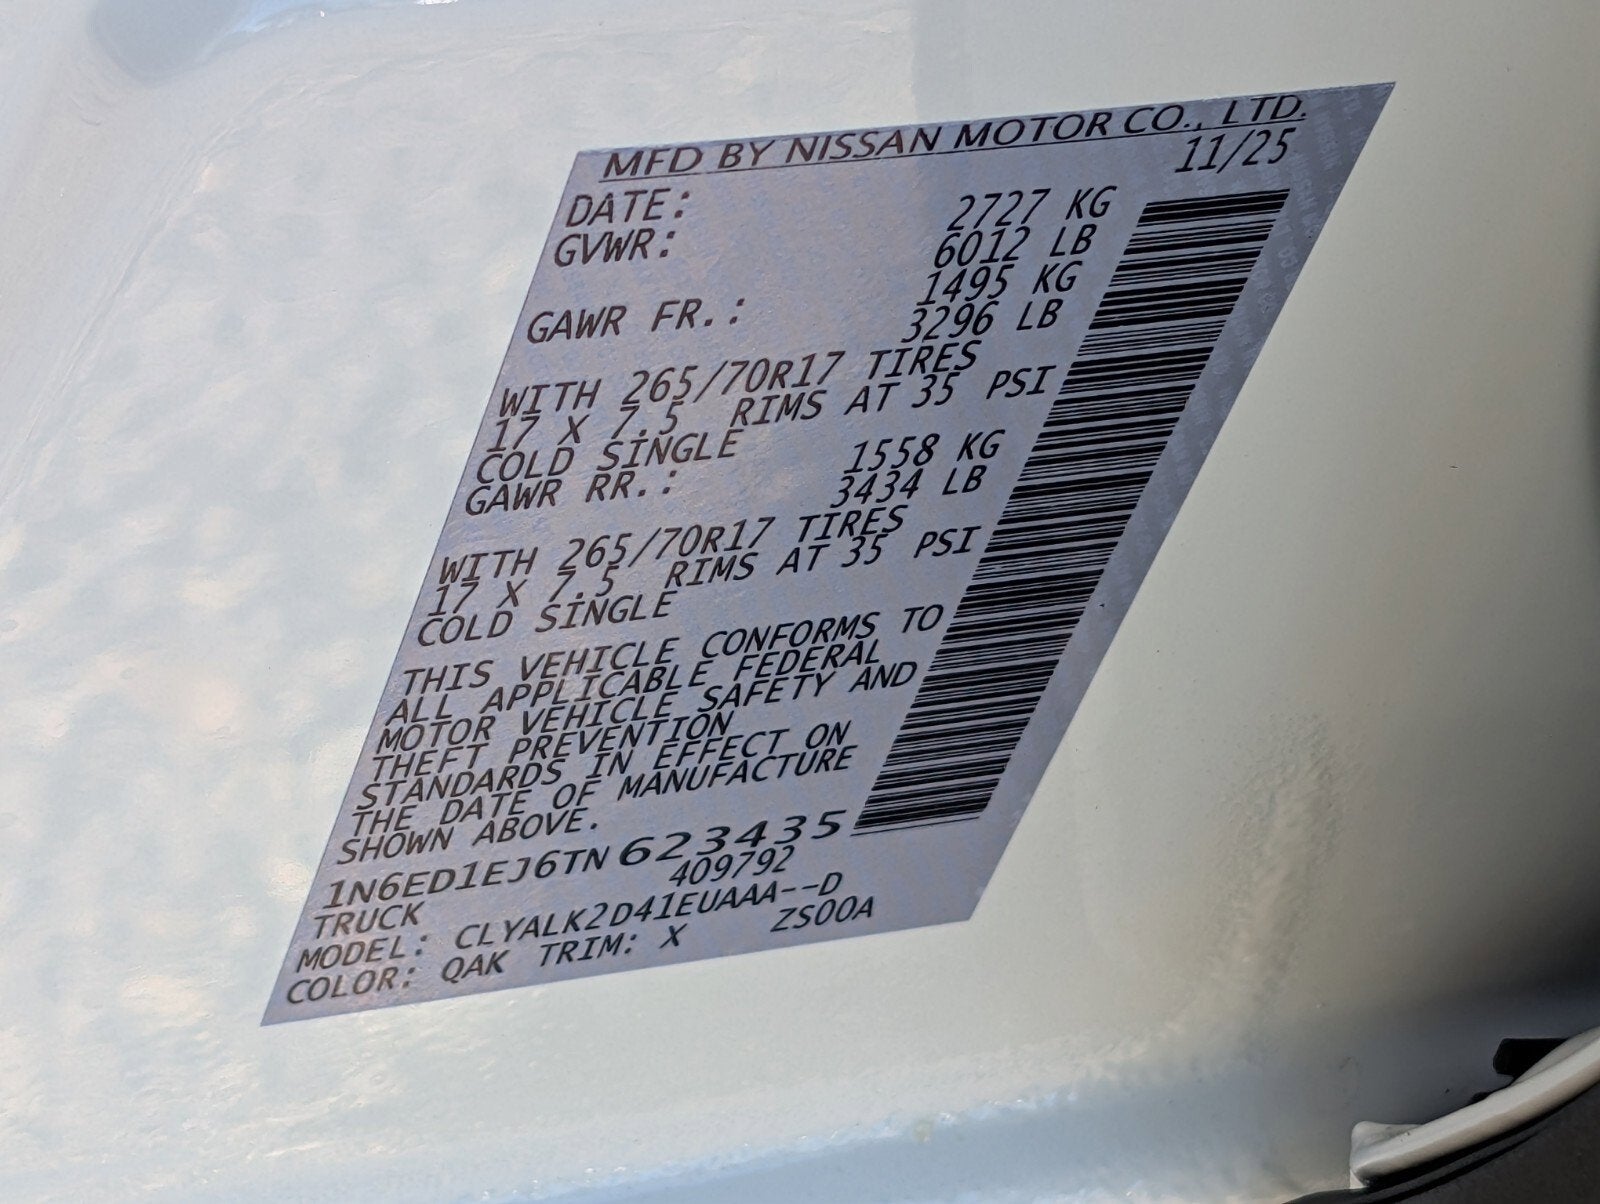 MFD BY NISSAN MOTOR CO., LTD.
DATE: 11/25
GVWR: 2727 KG
6012 LB
GAWR FR.: 1495 KG
3296 LB
WITH 265/70R17 TIRES
17 X 7.5 RIMS AT 35 PSI
COLD SINGLE
GAWR RR.: 1558 KG
3434 LB
WITH 265/70R17 TIRES
17 X 7.5 RIMS AT 35 PSI
COLD SINGLE
THIS VEHICLE CONFORMS TO
ALL APPLICABLE FEDERAL
MOTOR VEHICLE SAFETY AND
THEFT PREVENTION
STANDARDS IN EFFECT ON
THE DATE OF MANUFACTURE
SHOWN ABOVE.
1N6ED1EJ6TN623435
TRUCK 409792
MODEL: CLYALK2D41EUAAA--D
COLOR: QAK TRIM: X ZS00A